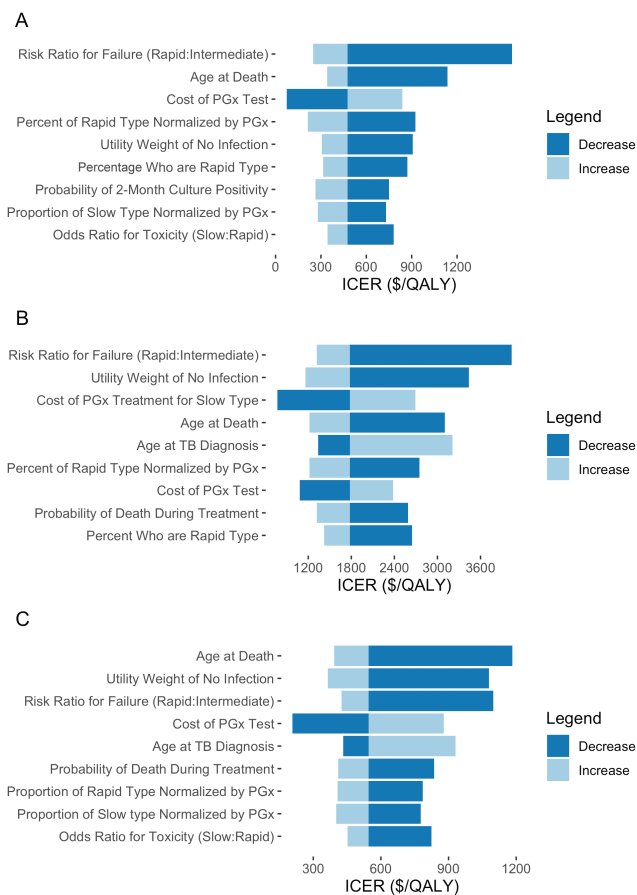 A
Risk Ratio for Failure (Rapid:Intermediate)
Age at Death
Cost of PGx Test
Percent of Rapid Type Normalized by PGx
Utility Weight of No Infection
Percentage Who are Rapid Type
Probability of 2-Month Culture Positivity
Proportion of Slow Type Normalized by PGx
Odds Ratio for Toxicity (Slow:Rapid)
0 300 600 900 1200
ICER ($/QALY)
Legend
Decrease
Increase
B
Risk Ratio for Failure (Rapid:Intermediate)
Utility Weight of No Infection
Cost of PGx Treatment for Slow Type
Age at Death
Age at TB Diagnosis
Percent of Rapid Type Normalized by PGx
Cost of PGx Test
Probability of Death During Treatment
Percent Who are Rapid Type
1200 1800 2400 3000 3600
ICER ($/QALY)
Legend
Decrease
Increase
C
Age at Death
Utility Weight of No Infection
Risk Ratio for Failure (Rapid:Intermediate)
Cost of PGx Test
Age at TB Diagnosis
Probability of Death During Treatment
Proportion of Rapid Type Normalized by PGx
Proportion of Slow type Normalized by PGx
Odds Ratio for Toxicity (Slow:Rapid)
300 600 900 1200
ICER ($/QALY)
Legend
Decrease
Increase